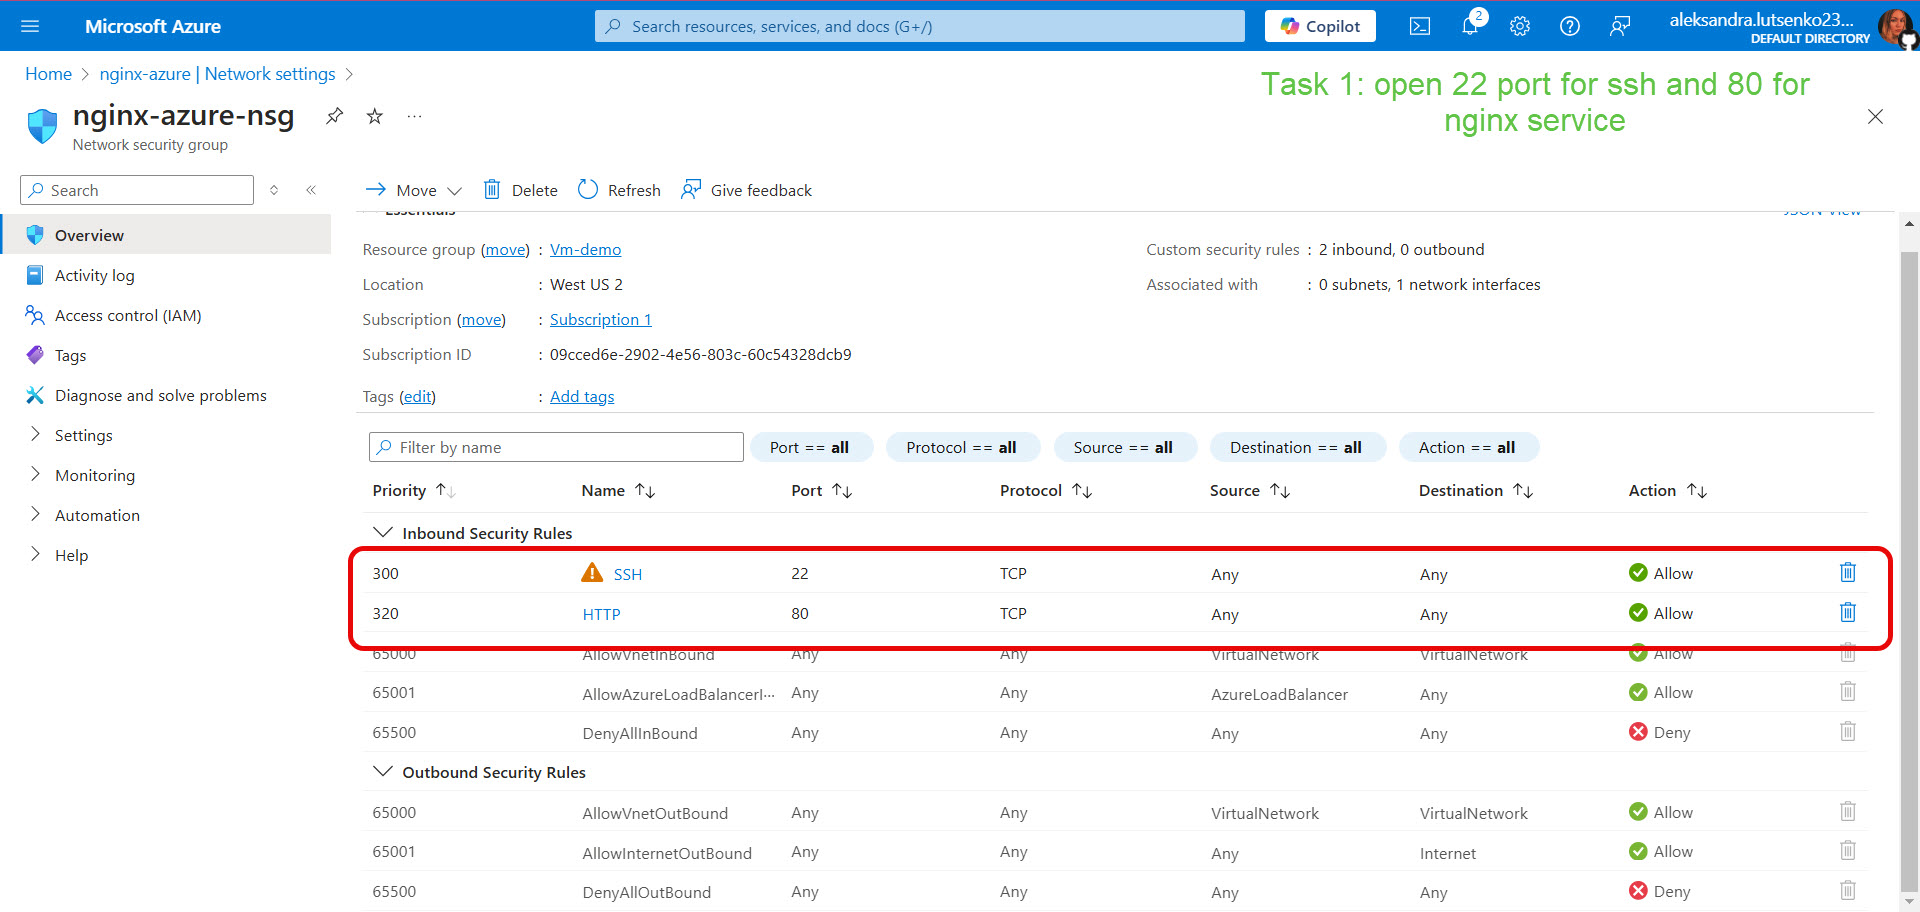 Microsoft Azure
Search resources, services, and docs (G+/)
Copilot
2
aleksandra.lutsenko23...
DEFAULT DIRECTORY
Home > nginx-azure | Network settings >
Task 1: open 22 port for ssh and 80 for
nginx service
nginx-azure-nsg
...
Network security group
Search
Move
Delete
Refresh
Give feedback
Overview
Activity log
Access control (IAM)
Tags
Diagnose and solve problems
Settings
Monitoring
Automation
Help
Essentials
JSON View
Resource group (move) : Vm-demo
Custom security rules : 2 inbound, 0 outbound
Location : West US 2
Associated with : 0 subnets, 1 network interfaces
Subscription (move) : Subscription 1
Subscription ID : 09cced6e-2902-4e56-803c-60c54328dcb9
Tags (edit) : Add tags
Filter by name Port == all Protocol == all Source == all Destination == all Action == all
Priority Name Port Protocol Source Destination Action
Inbound Security Rules
300 SSH 22 TCP Any Any Allow
320 HTTP 80 TCP Any Any Allow
65000 AllowVnetInBound Any Any VirtualNetwork VirtualNetwork Allow
65001 AllowAzureLoadBalancerI··· Any Any AzureLoadBalancer Any Allow
65500 DenyAllInBound Any Any Any Any Deny
Outbound Security Rules
65000 AllowVnetOutBound Any Any VirtualNetwork VirtualNetwork Allow
65001 AllowInternetOutBound Any Any Any Internet Allow
65500 DenyAllOutBound Any Any Any Any Deny